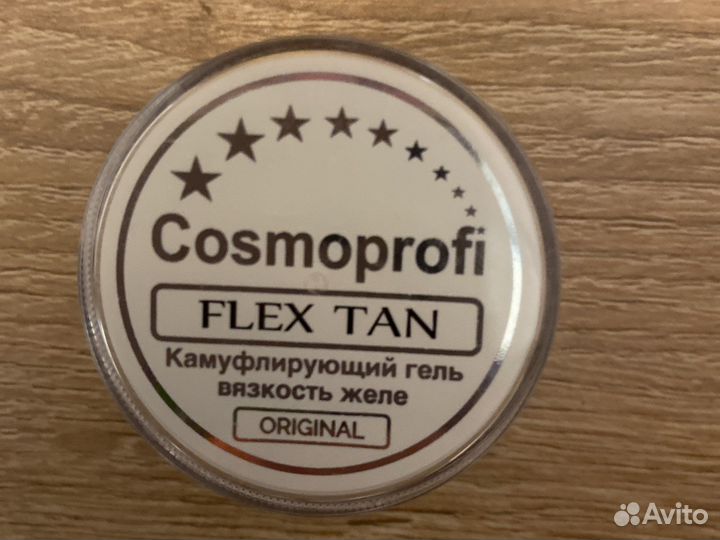 Cosmoprofi
FLEX TAN
Камуфлирующий гель
вязкость желе
ORIGINAL
Avito